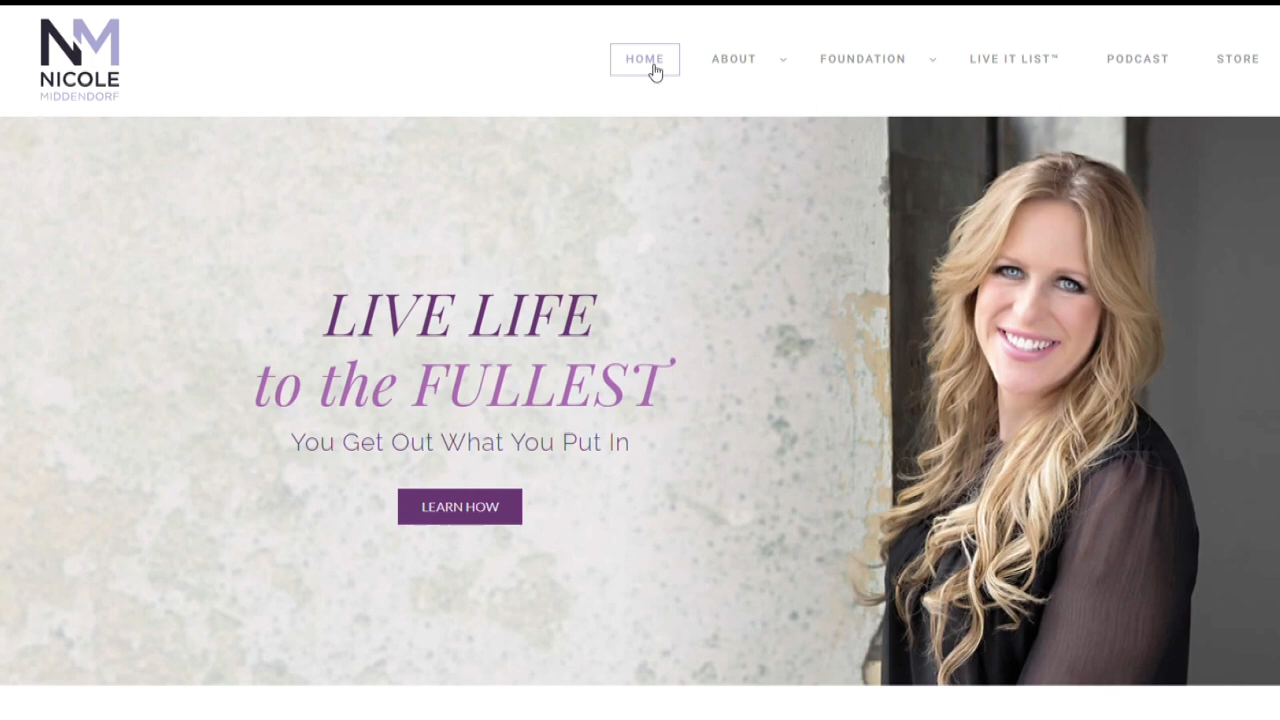 NM
NICOLE
MIDDENDORF
HOME
ABOUT
FOUNDATION
LIVE IT LIST™
PODCAST
STORE
LIVE LIFE
to the FULLEST
You Get Out What You Put In
LEARN HOW